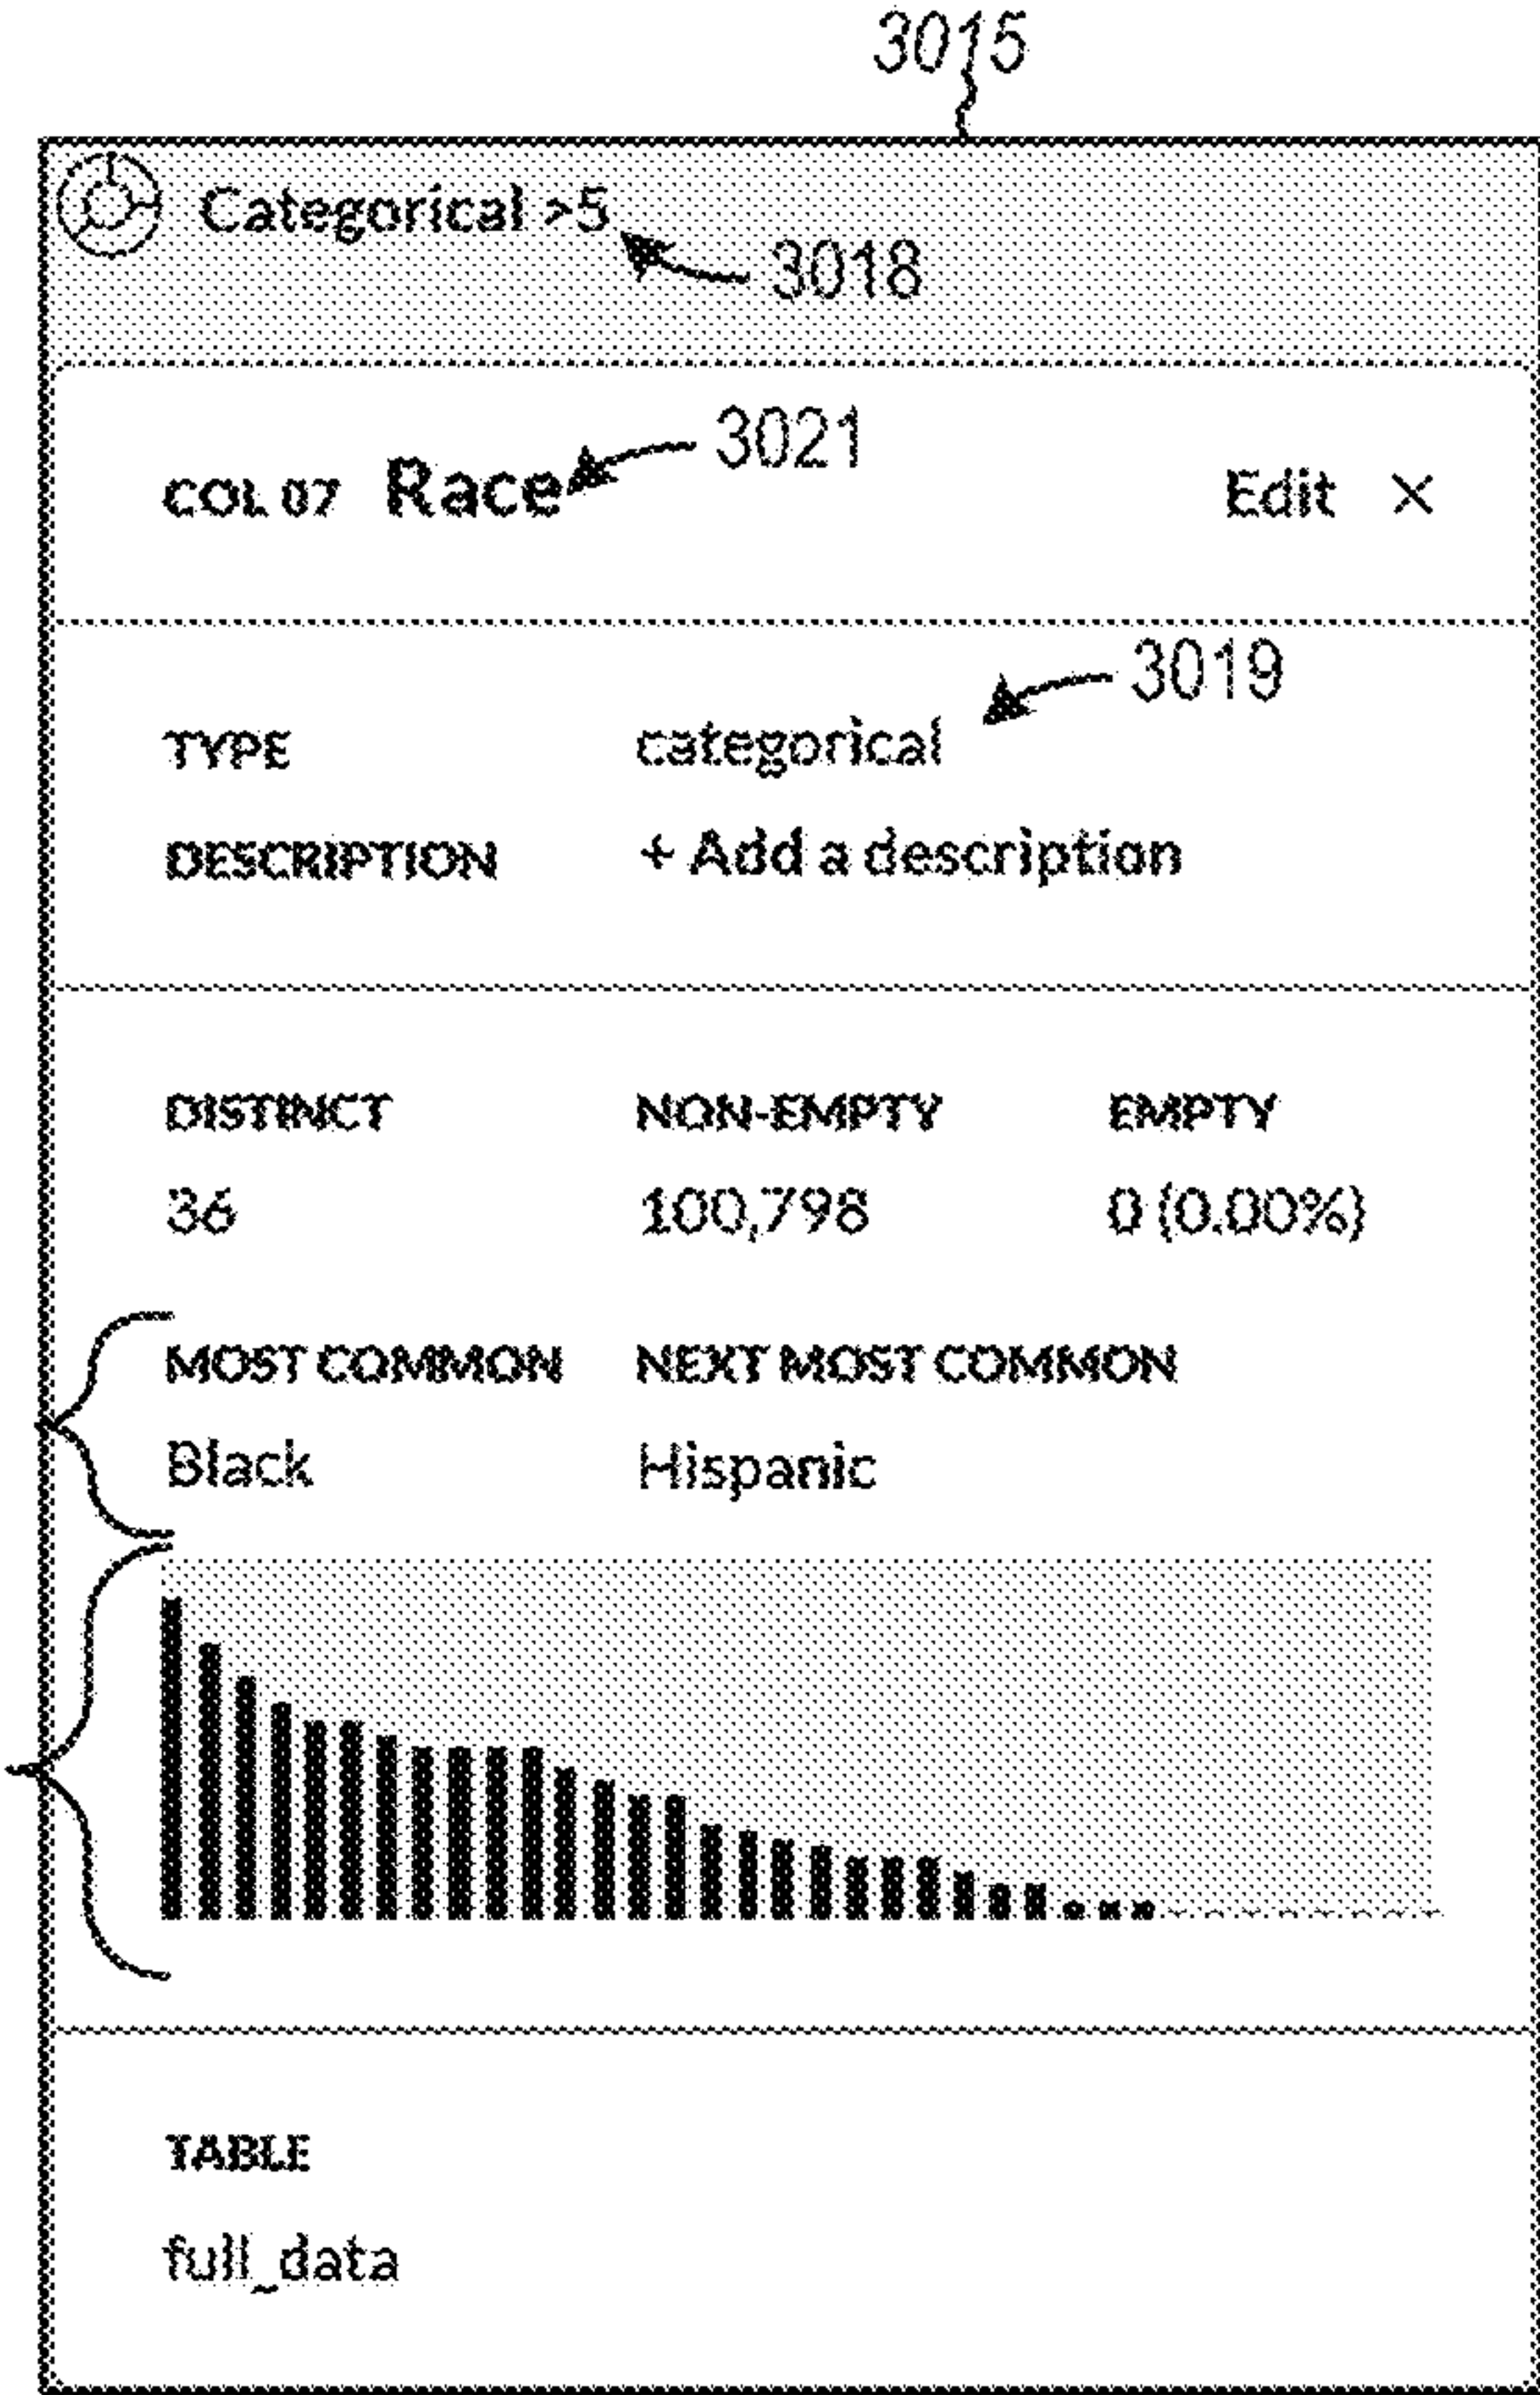 3015
Categorical >5
3018
3021
COL 07 Race Edit ×
3019
TYPE categorical
DESCRIPTION + Add a description
DISTINCT NON-EMPTY EMPTY
36 100,798 0 (0.00%)
MOST COMMON NEXT MOST COMMON
Black Hispanic
TABLE
full_data